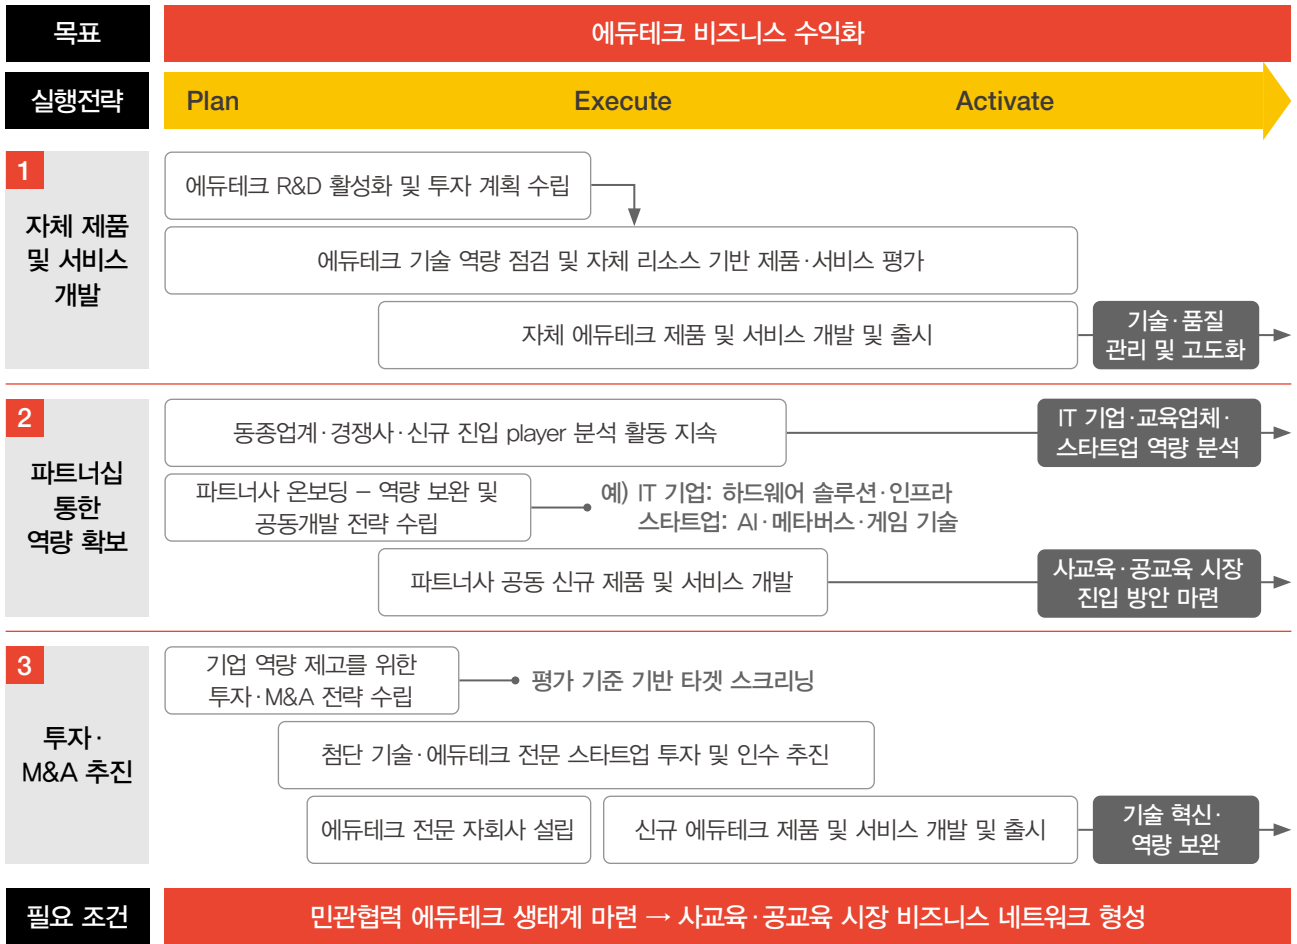 목표
에듀테크 비즈니스 수익화
실행전략
Plan
Execute
Activate
1
자체 제품
및 서비스
개발
에듀테크 R&D 활성화 및 투자 계획 수립
에듀테크 기술 역량 점검 및 자체 리소스 기반 제품·서비스 평가
자체 에듀테크 제품 및 서비스 개발 및 출시
기술·품질
관리 및 고도화
2
파트너십
통한
역량 확보
동종업계·경쟁사·신규 진입 player 분석 활동 지속
IT 기업·교육업체·
스타트업 역량 분석
파트너사 온보딩 – 역량 보완 및
공동개발 전략 수립
예) IT 기업: 하드웨어 솔루션·인프라
스타트업: AI·메타버스·게임 기술
파트너사 공동 신규 제품 및 서비스 개발
사교육·공교육 시장
진입 방안 마련
3
투자·
M&A 추진
기업 역량 제고를 위한
투자·M&A 전략 수립
평가 기준 기반 타겟 스크리닝
첨단 기술·에듀테크 전문 스타트업 투자 및 인수 추진
에듀테크 전문 자회사 설립
신규 에듀테크 제품 및 서비스 개발 및 출시
기술 혁신·
역량 보완
필요 조건
민관협력 에듀테크 생태계 마련 → 사교육·공교육 시장 비즈니스 네트워크 형성